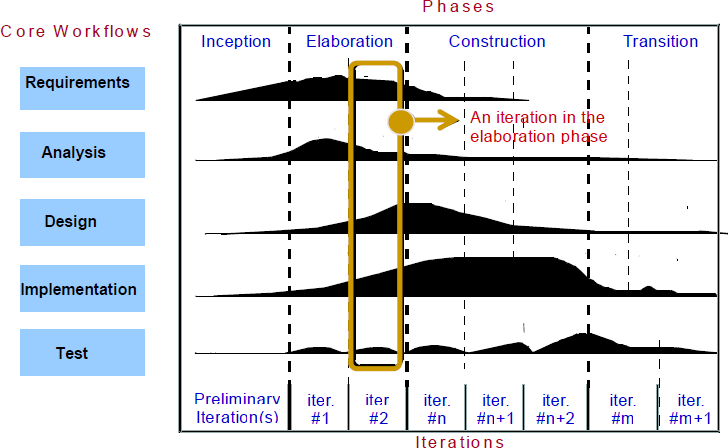 Phases
Core Workflows
Inception Elaboration Construction Transition
Requirements
An iteration in the
elaboration phase
Analysis
Design
Implementation
Test
Preliminary iter. iter iter. iter. iter. iter. iter.
Iteration(s) #1 #2 #n #n+1 #n+2 #m #m+1
Iterations